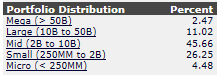 Portfolio Distribution Percent
Mega (> 50B) 2.47
Large (10B to 50B) 11.02
Mid (2B to 10B) 45.66
Small (250MM to 2B) 26.25
Micro (< 250MM) 4.48